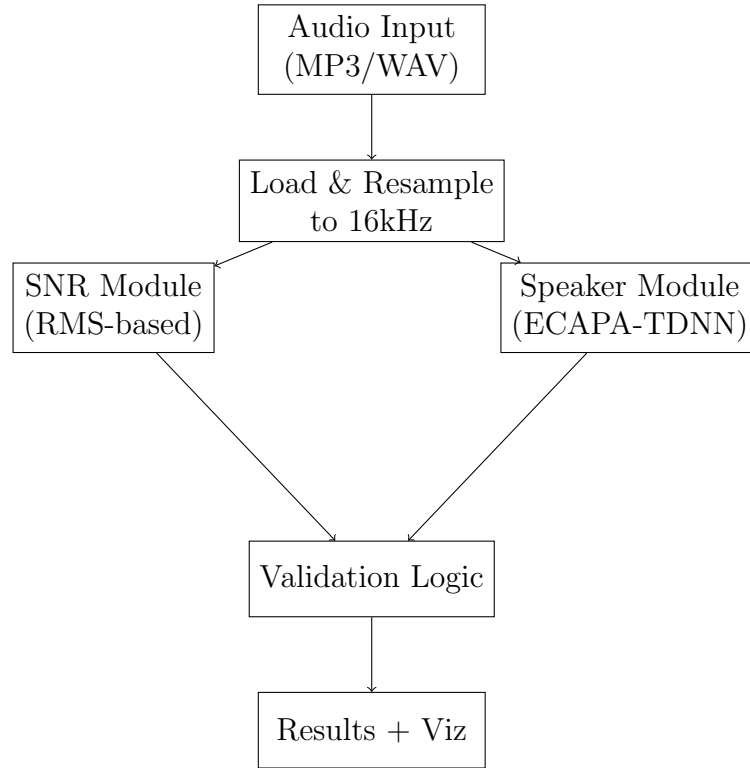 Audio Input
(MP3/WAV)
Load & Resample
to 16kHz
SNR Module
(RMS-based)
Speaker Module
(ECAPA-TDNN)
Validation Logic
Results + Viz